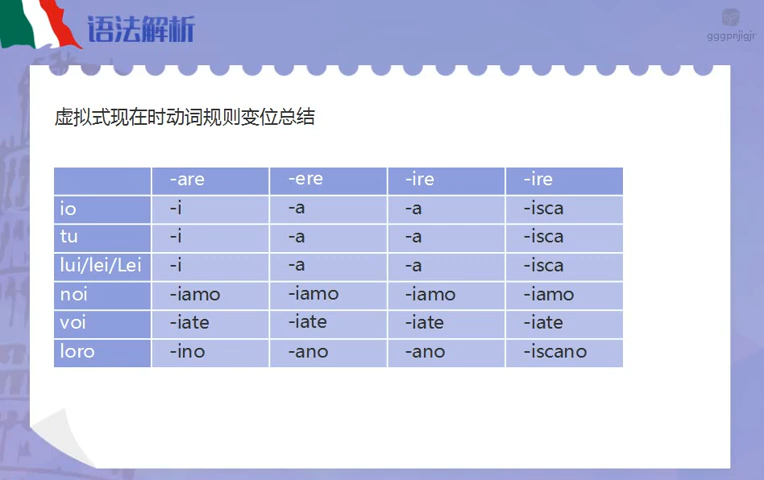 语法解析
gggpnjigjr
虚拟式现在时动词规则变位总结
-are -ere -ire -ire
io -i -a -a -isca
tu -i -a -a -isca
lui/lei/Lei -i -a -a -isca
noi -iamo -iamo -iamo -iamo
voi -iate -iate -iate -iate
loro -ino -ano -ano -iscano